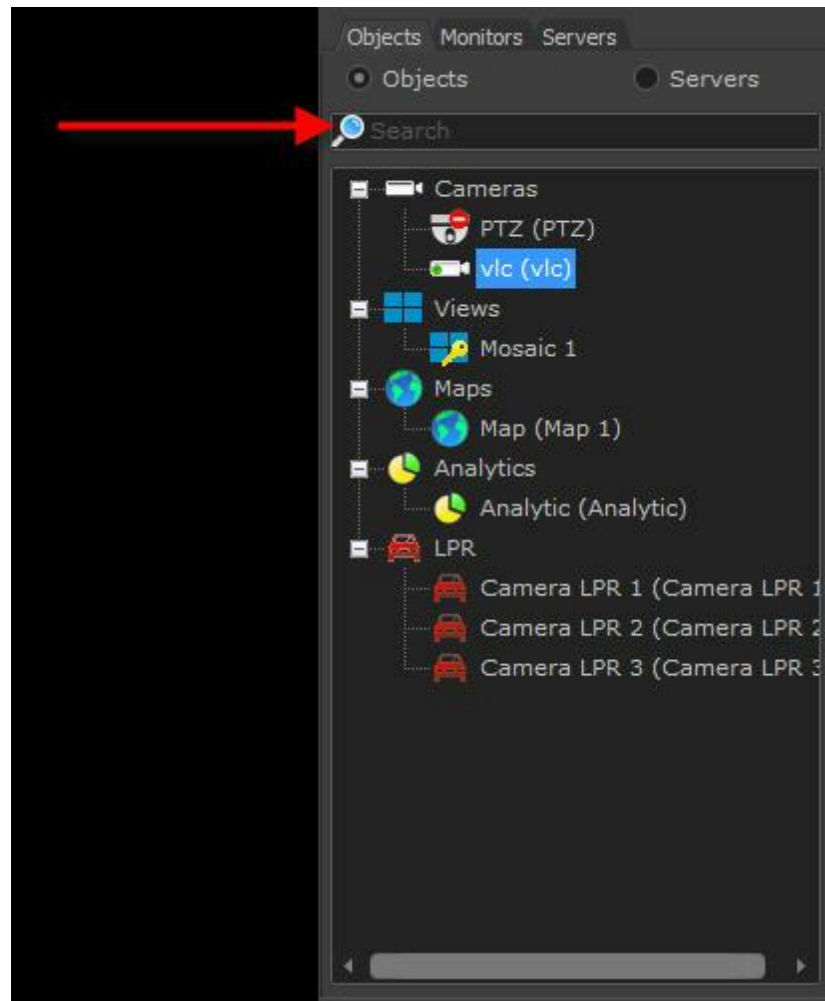 Objects Monitors Servers
Objects Servers
Search
Cameras
PTZ (PTZ)
vlc (vlc)
Views
Mosaic 1
Maps
Map (Map 1)
Analytics
Analytic (Analytic)
LPR
Camera LPR 1 (Camera LPR 1
Camera LPR 2 (Camera LPR 2
Camera LPR 3 (Camera LPR 3